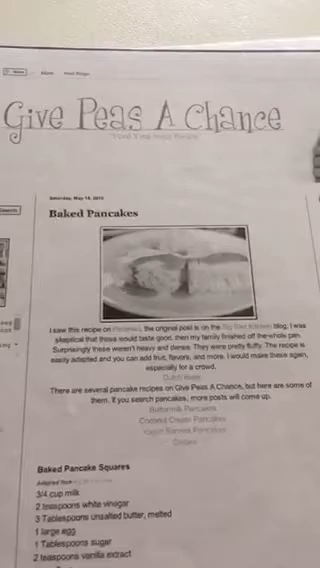 Give Peas A Chance
Saturday, May 19, 2012
Baked Pancakes
I saw this recipe on Pinterest, the original post is on the Big Red Kitchen blog. I was
skeptical that these would taste good, then my family finished off the whole pan.
Surprisingly these weren't heavy and dense. They were pretty fluffy. The recipe is
easily adapted and you can add fruit, flavors, and more. I would make these again,
especially for a crowd.
There are several pancake recipes on Give Peas A Chance, but here are some of
them. If you search pancakes, more posts will come up.
Buttermilk Pancakes
Coconut Cream Pancakes
Baked Pancake Squares
Adapted from
3/4 cup milk
2 teaspoons white vinegar
3 Tablespoons unsalted butter, melted
1 large egg
1 Tablespoons sugar
2 teaspoons vanilla extract